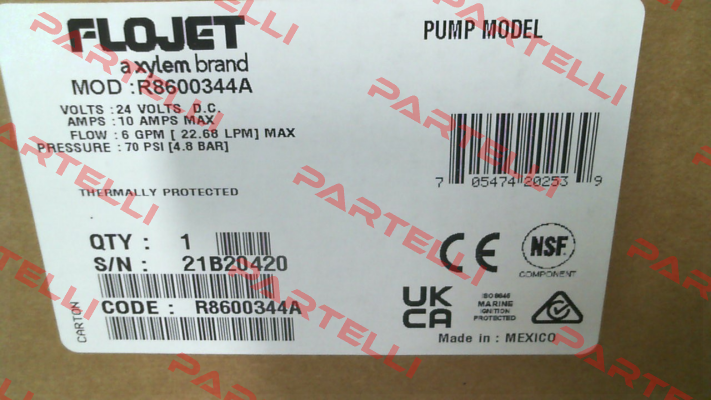 FLOJET
a xylem brand
PUMP MODEL
MOD :R8600344A
VOLTS :24 VOLTS D.C.
AMPS :10 AMPS MAX
FLOW :6 GPM [ 22.68 LPM] MAX
PRESSURE :70 PSI [4.8 BAR]
7 05474 20253 9
THERMALLY PROTECTED
QTY : 1
S/N : 21B20420
CE
NSF.
COMPONENT
CARTON
CODE : R8600344A
UK
CA
ISO 8846
MARINE
IGNITION
PROTECTED
Made in : MEXICO
PARTELLI
PARTELLI
PARTELLI
PARTELLI
PARTELLI
PARTELLI